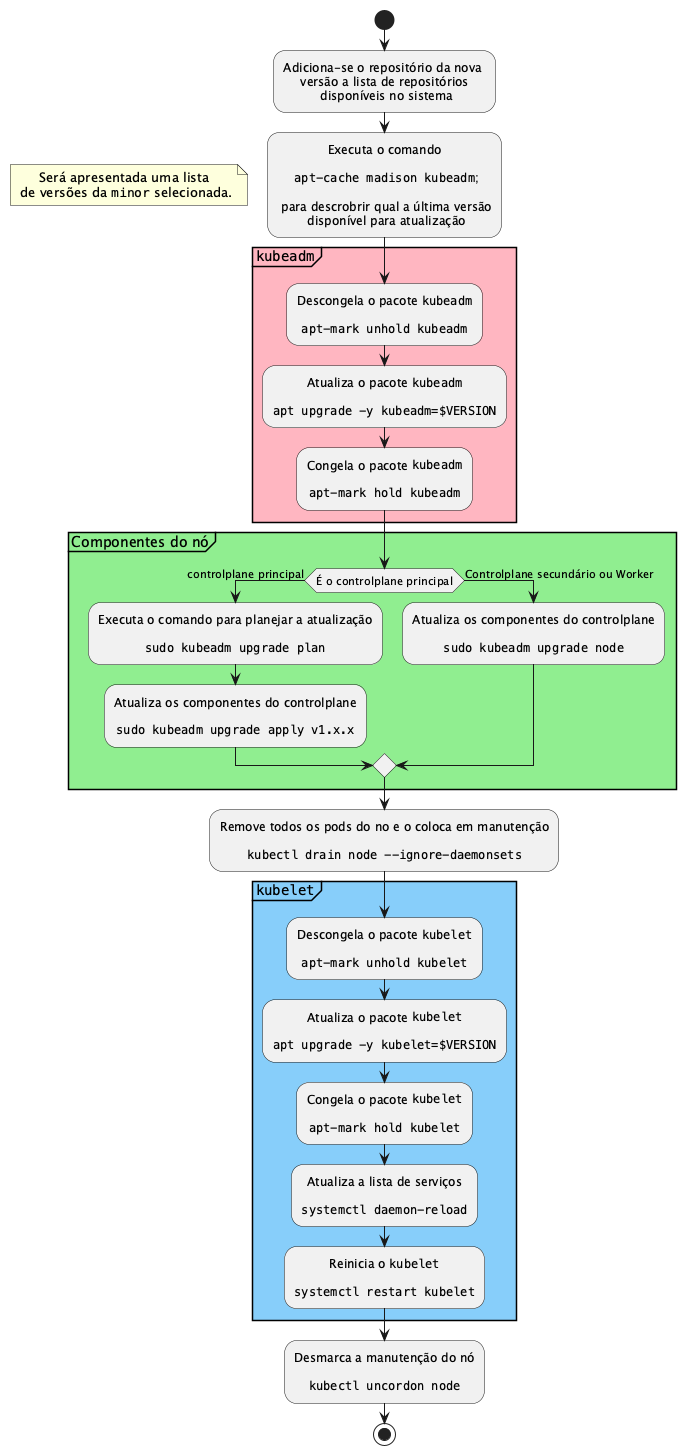 Adiciona-se o repositório da nova
versão a lista de repositórios
disponíveis no sistema
Será apresentada uma lista
de versões da minor selecionada.
Executa o comando
apt-cache madison kubeadm;
para descrobrir qual a última versão
disponível para atualização
kubeadm
Descongela o pacote kubeadm
apt-mark unhold kubeadm
Atualiza o pacote kubeadm
apt upgrade -y kubeadm=$VERSION
Congela o pacote kubeadm
apt-mark hold kubeadm
Componentes do nó
controlplane principal
É o controlplane principal
Controlplane secundário ou Worker
Executa o comando para planejar a atualização
sudo kubeadm upgrade plan
Atualiza os componentes do controlplane
sudo kubeadm upgrade apply v1.x.x
Atualiza os componentes do controlplane
sudo kubeadm upgrade node
Remove todos os pods do no e o coloca em manutenção
kubectl drain node --ignore-daemonsets
kubelet
Descongela o pacote kubelet
apt-mark unhold kubelet
Atualiza o pacote kubelet
apt upgrade -y kubelet=$VERSION
Congela o pacote kubelet
apt-mark hold kubelet
Atualiza a lista de serviços
systemctl daemon-reload
Reinicia o kubelet
systemctl restart kubelet
Desmarca a manutenção do nó
kubectl uncordon node